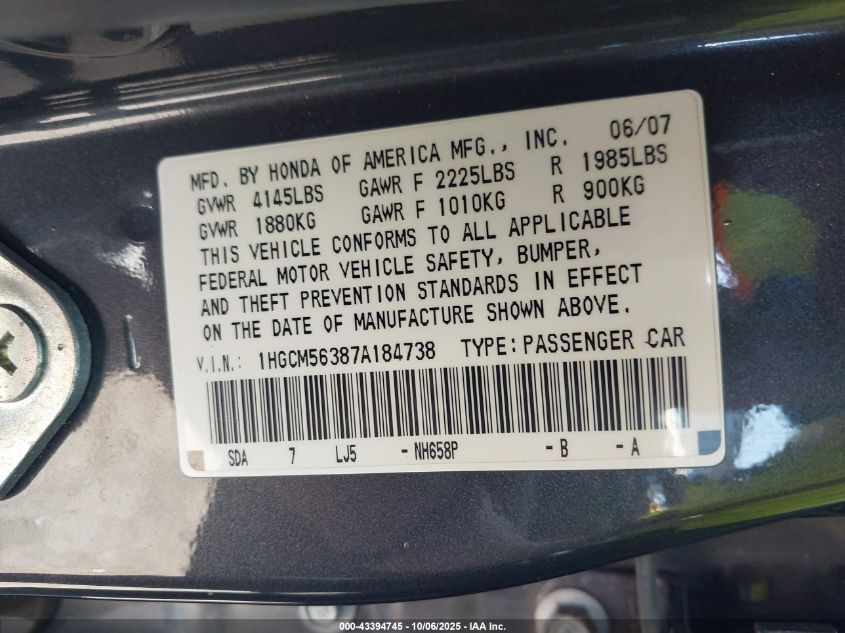 MFD. BY HONDA OF AMERICA MFG., INC. 06/07
GVWR 4145LBS GAWR F 2225LBS R 1985LBS
GVWR 1880KG GAWR F 1010KG R 900KG
THIS VEHICLE CONFORMS TO ALL APPLICABLE
FEDERAL MOTOR VEHICLE SAFETY, BUMPER,
AND THEFT PREVENTION STANDARDS IN EFFECT
ON THE DATE OF MANUFACTURE SHOWN ABOVE.
V.I.N.: 1HGCM56387A184738 TYPE:PASSENGER CAR
SDA 7 LJ5 -NH658P -B -A
000-43394745 - 10/06/2025 - IAA Inc.